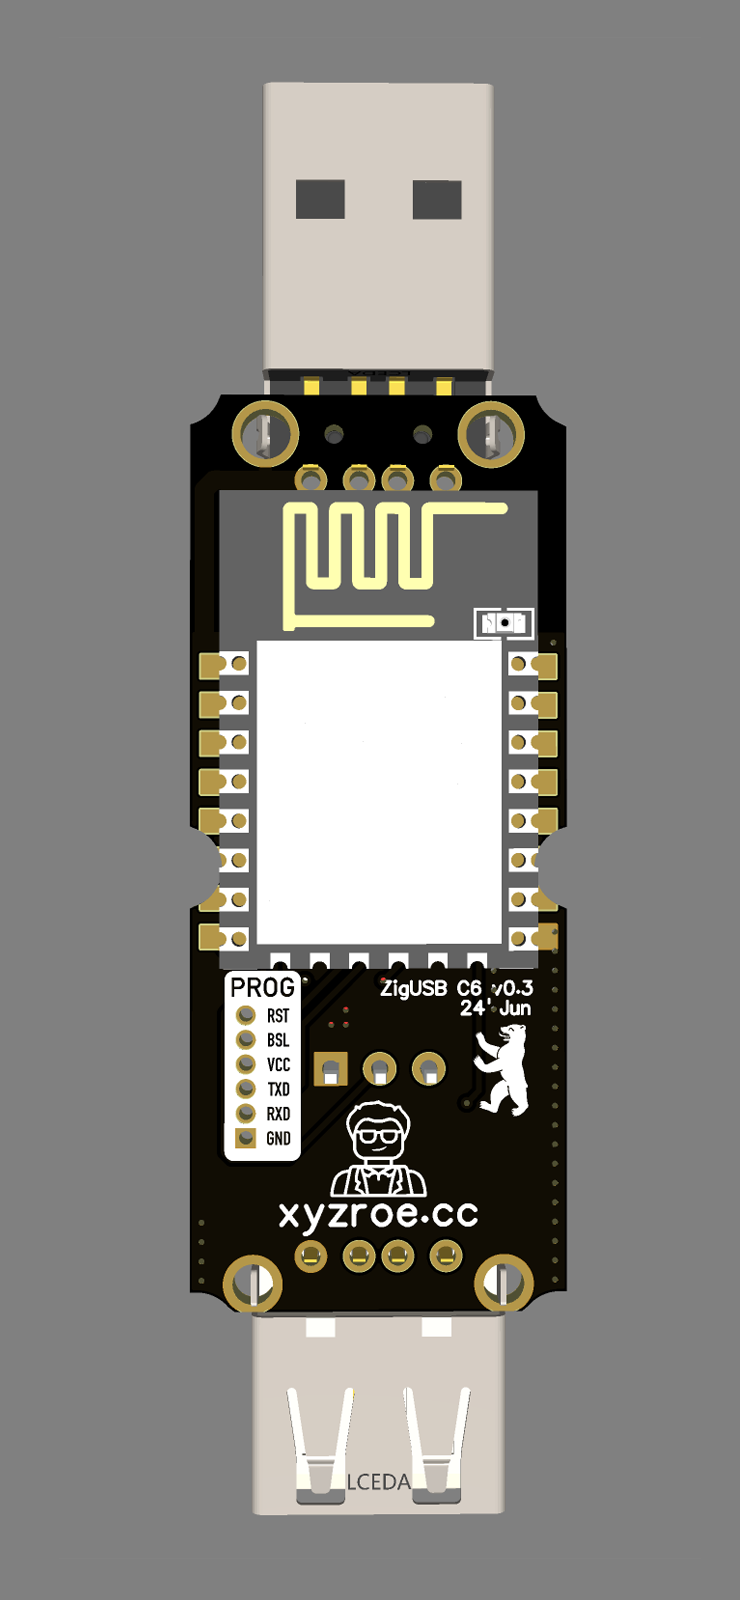 PROG
RST
BSL
VCC
TXD
RXD
GND
ZigUSB C6 v0.3
24' Jun
xyzroe.cc
LCEDA